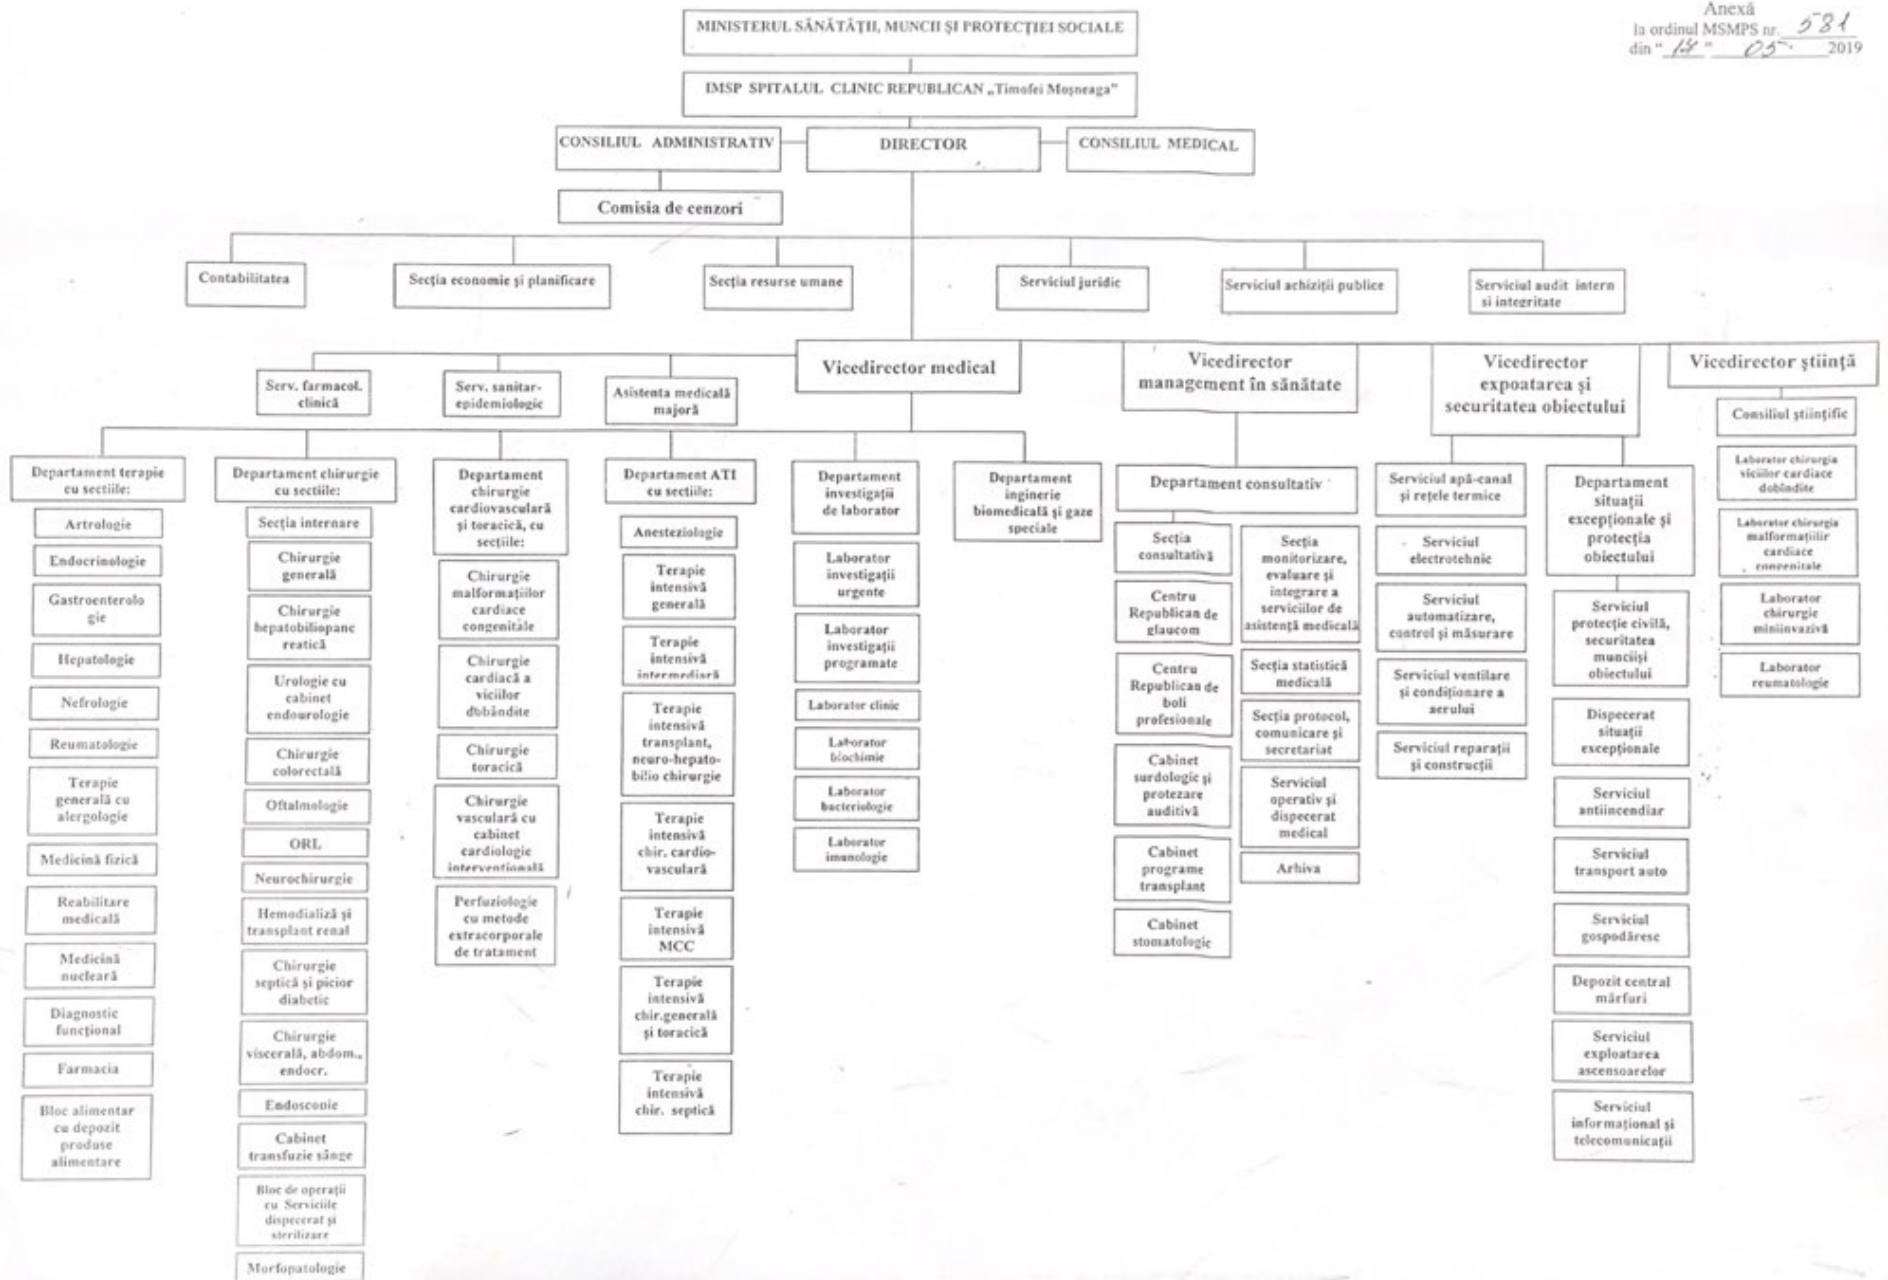 Anexă
la ordinul MSMPS nr. 581
din " " 05. 2019
MINISTERUL SĂNĂTĂȚII, MUNCII ȘI PROTECȚIEI SOCIALE
IMSP SPITALUL CLINIC REPUBLICAN „Timofei Moșneaga"
CONSILIUL ADMINISTRATIV
DIRECTOR
CONSILIUL MEDICAL
Comisia de cenzori
Contabilitatea
Secția economie și planificare
Secția resurse umane
Serviciul juridic
Serviciul achiziții publice
Serviciul audit intern
si integritate
Vicedirector medical
Vicedirector
management în sănătate
Vicedirector
expoatarea și
securitatea obiectului
Vicedirector știință
Serv. farmacol.
clinică
Serv. sanitar-
epidemiologic
Asistenta medicală
majoră
Departament terapie
cu sectiile:
Artrologie
Endocrinologie
Gastroenterolo
gie
Hepatologie
Nefrologie
Reumatologie
Terapie
generală cu
alergologie
Medicină fizică
Reabilitare
medicală
Medicină
nucleară
Diagnostic
funcțional
Farmacia
Bloc alimentar
cu depozit
produse
alimentare
Departament chirurgie
cu sectiile:
Secția internare
Chirurgie
generală
Chirurgie
hepatobiliopanc
reatică
Urologie cu
cabinet
endourologie
Chirurgie
colorectală
Oftalmologie
ORL
Neurochirurgie
Hemodializă și
transplant renal
Chirurgie
septică și picior
diabetic
Chirurgie
viscerală, abdom.,
endocr.
Endoscopie
Cabinet
transfuzie sânge
Bloc de operații
cu Serviciile
dispecerat și
sterilizare
Morfopatologie
Departament
chirurgie
cardiovasculară
și toracică, cu
secțiile:
Chirurgie
malformațiilor
cardiace
congenitale
Chirurgie
cardiacă a
viciilor
dobândite
Chirurgie
toracică
Chirurgie
vasculară cu
cabinet
cardiologie
intervențională
Perfuziologie
cu metode
extracorporale
de tratament
Departament ATI
cu sectiile:
Anesteziologie
Terapie
intensivă
generală
Terapie
intensivă
intermediară
Terapie
intensivă
transplant,
neuro-hepato-
bilio chirurgie
Terapie
intensivă
chir. cardio-
vasculară
Terapie
intensivă
MCC
Terapie
intensivă
chir.generală
și toracică
Terapie
intensivă
chir. septică
Departament
investigații
de laborator
Laborator
investigații
urgente
Laborator
investigații
programate
Laborator clinic
Laborator
biochimie
Laborator
bacteriologie
Laborator
imunologie
Departament
inginerie
biomedicală și gaze
speciale
Departament consultativ
Secția
consultativă
Centru
Republican de
glaucom
Centru
Republican de
boli
profesionale
Cabinet
surdologic și
protezare
auditivă
Cabinet
programe
transplant
Cabinet
stomatologic
Secția
monitorizare,
evaluare și
integrare a
serviciilor de
asistență medicală
Secția statistică
medicală
Secția protocol,
comunicare și
secretariat
Serviciul
operativ și
dispecerat
medical
Arhiva
Serviciul apă-canal
și rețele termice
Serviciul
electrotehnic
Serviciul
automatizare,
control și măsurare
Serviciul ventilare
și condiționare a
aerului
Serviciul reparații
și construcții
Departament
situații
excepționale și
protecția
obiectului
Serviciul
protecție civilă,
securitatea
munciiși
obiectului
Dispecerat
situații
excepționale
Serviciul
antiincendiar
Serviciul
transport auto
Serviciul
gospodăresc
Depozit central
mărfuri
Serviciul
exploatarea
ascensoarelor
Serviciul
informațional și
telecomunicații
Consiliul științific
Laborator chirurgia
viciilor cardiace
dobîndite
Laborator chirurgia
malformațiilir
cardiace
congenitale
Laborator
chirurgie
miniinvazivă
Laborator
reumatologie